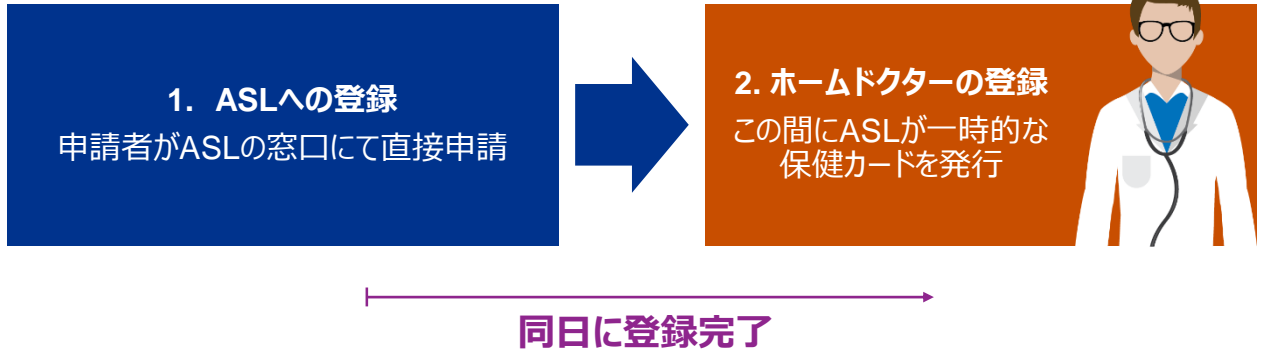 1. ASLへの登録
申請者がASLの窓口にて直接申請
2. ホームドクターの登録
この間にASLが一時的な
保健カードを発行
同日に登録完了